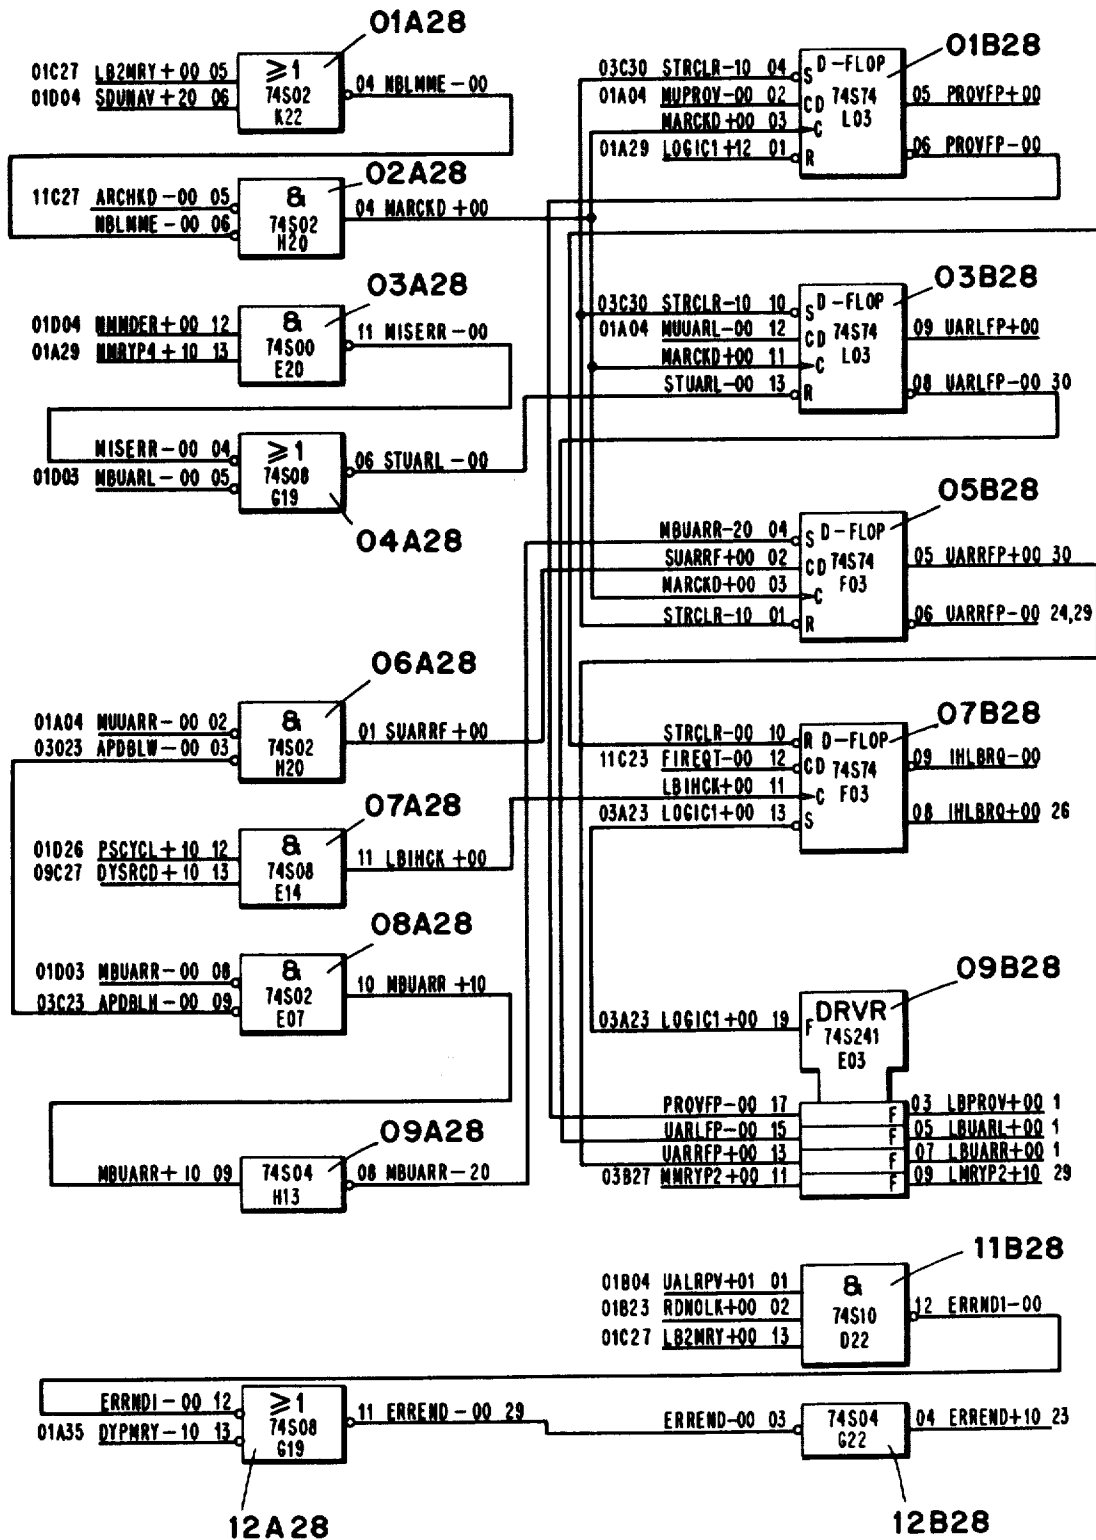 01A28
01C27 LB2MRY+00 05
01D04 SDUNAV+20 06
≥1
74S02
K22
04 NBLMME-00
02A28
11C27 ARCHKD-00 05
NBLMME-00 06
&
74S02
H20
04 MARCKD+00
03A28
01D04 MMMDER+00 12
01A29 MMRYP4+10 13
&
74S00
E20
11 MISERR-00
MISERR-00 04
01D03 MBUARL-00 05
≥1
74S08
G19
06 STUARL-00
04A28
06A28
01A04 MUUARR-00 02
03023 APDBLW-00 03
&
74S02
H20
01 SUARRF+00
07A28
01D26 PSCYCL+10 12
09C27 DYSRCD+10 13
&
74S08
E14
11 LBIHCK+00
08A28
01D03 MBUARR-00 08
03C23 APDBLH-00 09
&
74S02
E07
10 MBUARR+10
09A28
MBUARR+10 09
74S04
H13
08 MBUARR-20
01B28
03C30 STRCLR-10 04
01A04 MUPROV-00 02
MARCKD+00 03
01A29 LOGIC1+12 01
S D-FLOP
CD 74S74
C L03
R
05 PROVFP+00
06 PROVFP-00
03B28
03C30 STRCLR-10 10
01A04 MUUARL-00 12
MARCKD+00 11
STUARL-00 13
S D-FLOP
CD 74S74
C L03
R
09 UARLFP+00
08 UARLFP-00 30
05B28
MBUARR-20 04
SUARRF+00 02
MARCKD+00 03
STRCLR-10 01
S D-FLOP
CD 74S74
C F03
R
05 UARRFP+00 30
06 UARRFP-00 24,29
07B28
STRCLR-00 10
11C23 FIREQT-00 12
LBIHCK+00 11
03A23 LOGIC1+00 13
R D-FLOP
CD 74S74
C F03
S
09 IHLBRQ-00
08 IHLBRQ+00 26
09B28
03A23 LOGIC1+00 19
F DRVR
74S241
E03
PROVFP-00 17
UARLFP-00 15
UARRFP+00 13
03B27 MMRYP2+00 11
F 03 LBPROV+00 1
F 05 LBUARL+00 1
F 07 LBUARR+00 1
F 09 LMRYP2+10 29
11B28
01B04 UALRPV+01 01
01B23 RDNOLK+00 02
01C27 LB2MRY+00 13
&
74S10
D22
12 ERRND1-00
ERRND1-00 12
01A35 DYPMRY-10 13
≥1
74S08
G19
11 ERREND-00 29
12A28
ERREND-00 03
74S04
G22
04 ERREND+10 23
12B28